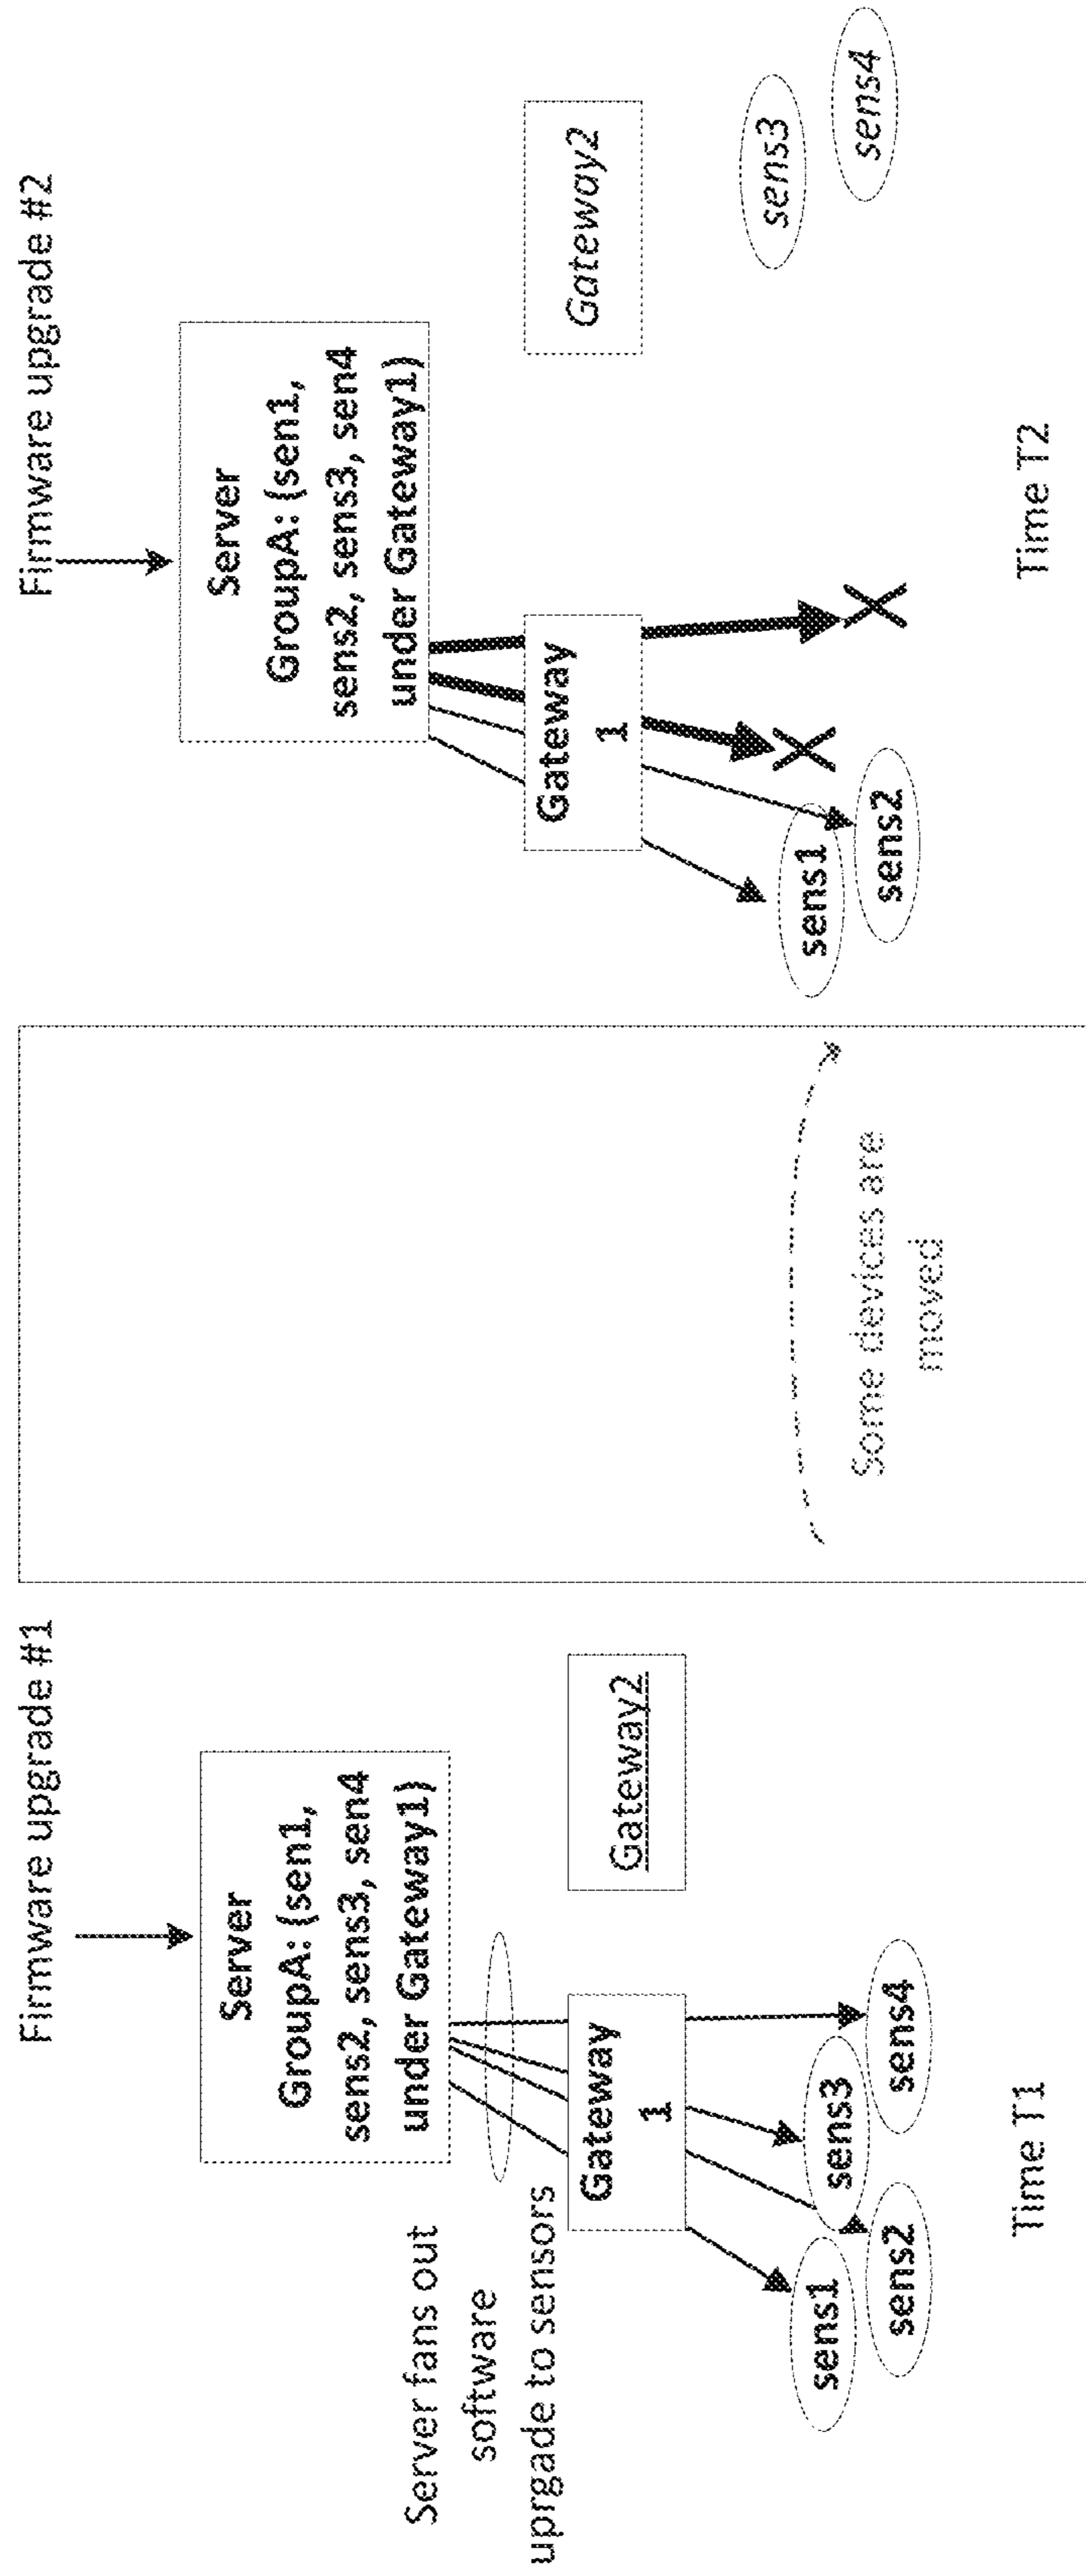 Firmware upgrade #1
Server
GroupA: (sen1,
sens2, sens3, sen4
under Gateway1)
Server fans out
software
uprgade to sensors
Gateway
1
Gateway2
sens1
sens2
sens3
sens4
Time T1
Some devices are
moved
Firmware upgrade #2
Server
GroupA: (sen1,
sens2, sens3, sen4
under Gateway1)
Gateway
1
Gateway2
sens1
sens2
sens3
sens4
Time T2